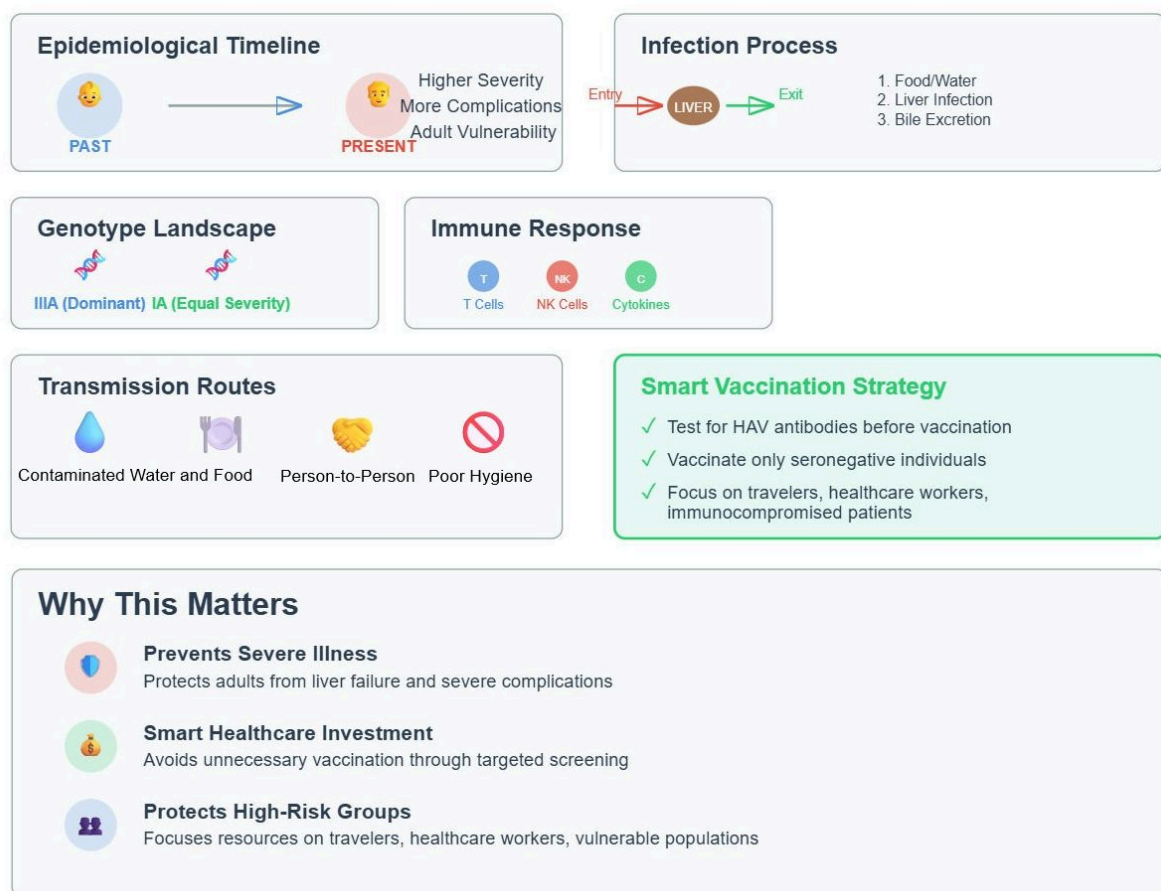 Epidemiological Timeline
PAST
PRESENT
Higher Severity
More Complications
Adult Vulnerability
Infection Process
Entry
LIVER
Exit
1. Food/Water
2. Liver Infection
3. Bile Excretion
Genotype Landscape
IIIA (Dominant)
IA (Equal Severity)
Immune Response
T
NK
C
T Cells
NK Cells
Cytokines
Transmission Routes
Contaminated Water and Food
Person-to-Person
Poor Hygiene
Smart Vaccination Strategy
✓ Test for HAV antibodies before vaccination
✓ Vaccinate only seronegative individuals
✓ Focus on travelers, healthcare workers,
immunocompromised patients
Why This Matters
Prevents Severe Illness
Protects adults from liver failure and severe complications
Smart Healthcare Investment
Avoids unnecessary vaccination through targeted screening
Protects High-Risk Groups
Focuses resources on travelers, healthcare workers, vulnerable populations